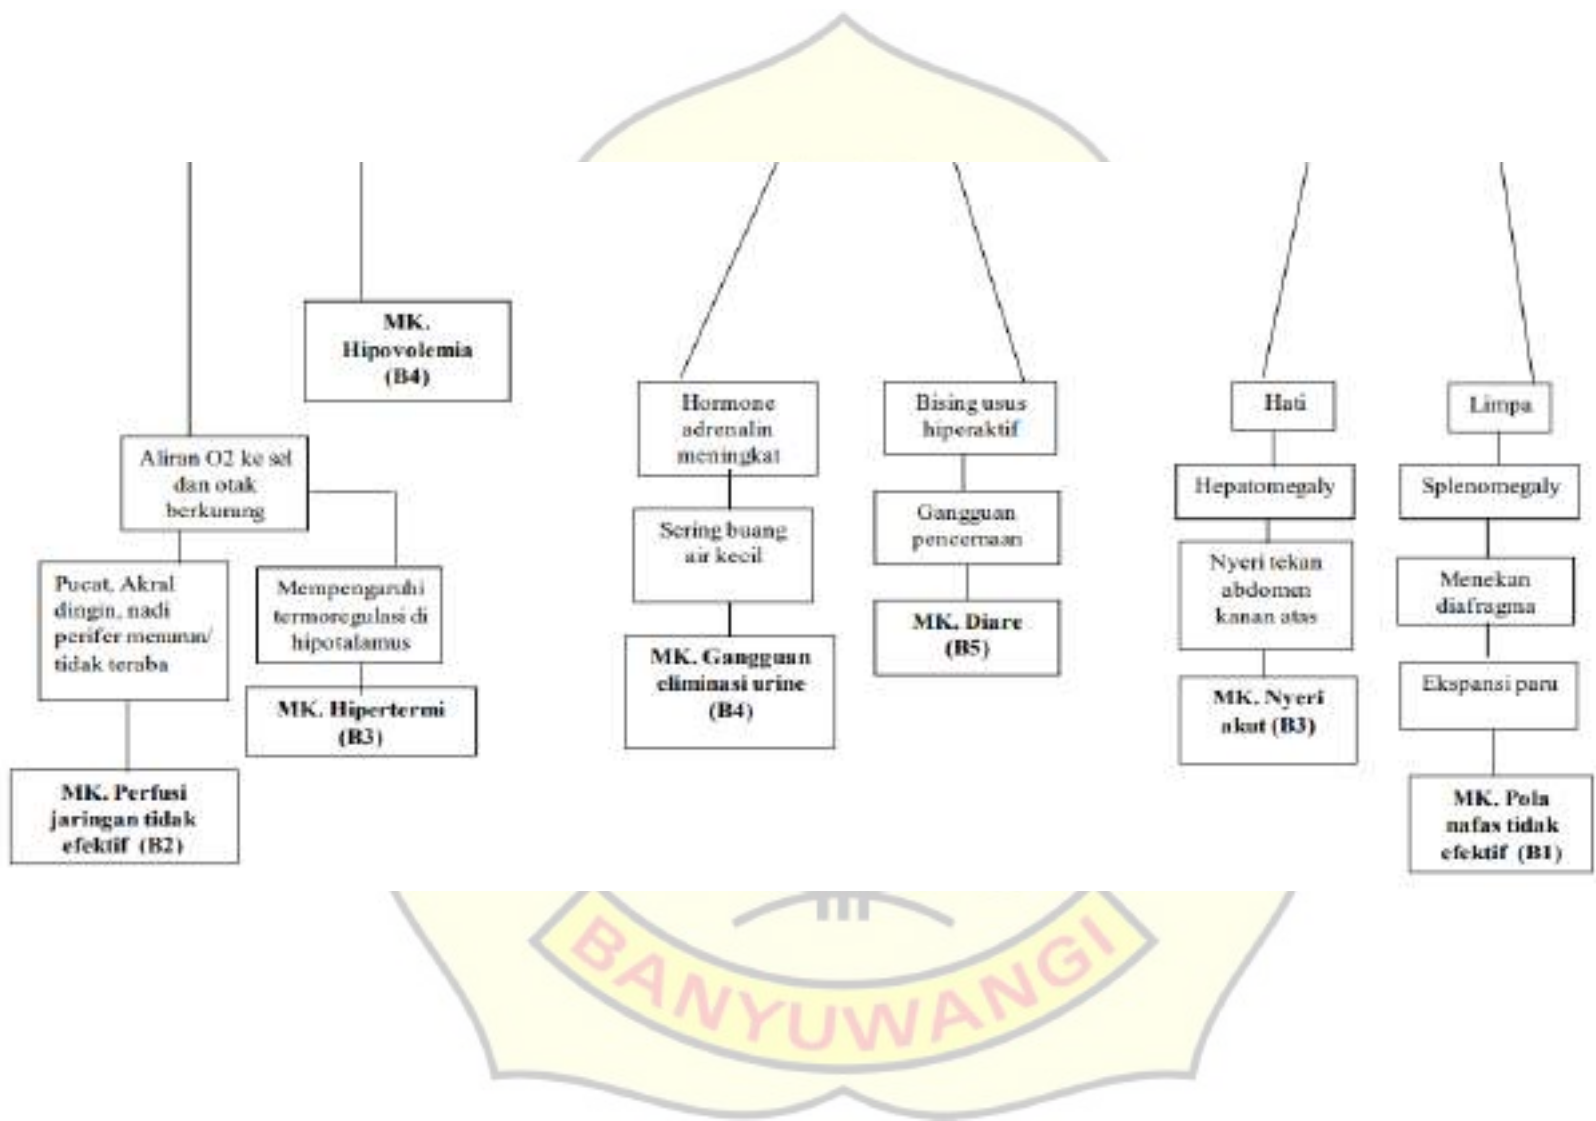 MK.
Hipovolemia
(B4)
Aliran O2 ke sel
dan otak
berkurang
Pucat, Akral
dingin, nadi
perifer menurun/
tidak teraba
Mempengaruhi
termoregulasi di
hipotalamus
MK. Hipertermi
(B3)
MK. Perfusi
jaringan tidak
efektif (B2)
Hormone
adrenalin
meningkat
Sering buang
air kecil
MK. Gangguan
eliminasi urine
(B4)
Bising usus
hiperaktif
Gangguan
pencernaan
MK. Diare
(B5)
Hati
Hepatomegaly
Nyeri tekan
abdomen
kanan atas
MK. Nyeri
akut (B3)
Limpa
Splenomegaly
Menekan
diafragma
Ekspansi paru
MK. Pola
nafas tidak
efektif (B1)
BANYUWANGI